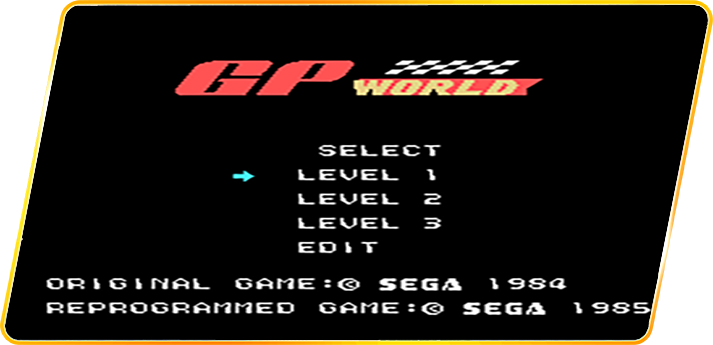 GP WORLD
SELECT
LEVEL 1
LEVEL 2
LEVEL 3
EDIT
ORIGINAL GAME:© SEGA 1984
REPROGRAMMED GAME:© SEGA 1985